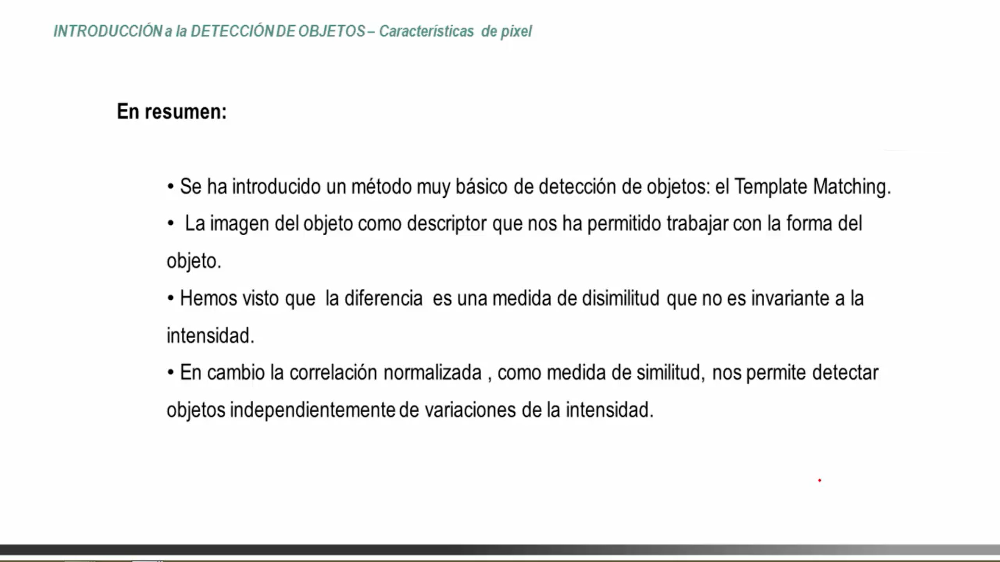 INTRODUCCIÓN a la DETECCIÓN DE OBJETOS – Características de pixel
En resumen:
• Se ha introducido un método muy básico de detección de objetos: el Template Matching.
• La imagen del objeto como descriptor que nos ha permitido trabajar con la forma del
objeto.
• Hemos visto que la diferencia es una medida de disimilitud que no es invariante a la
intensidad.
• En cambio la correlación normalizada , como medida de similitud, nos permite detectar
objetos independientemente de variaciones de la intensidad.